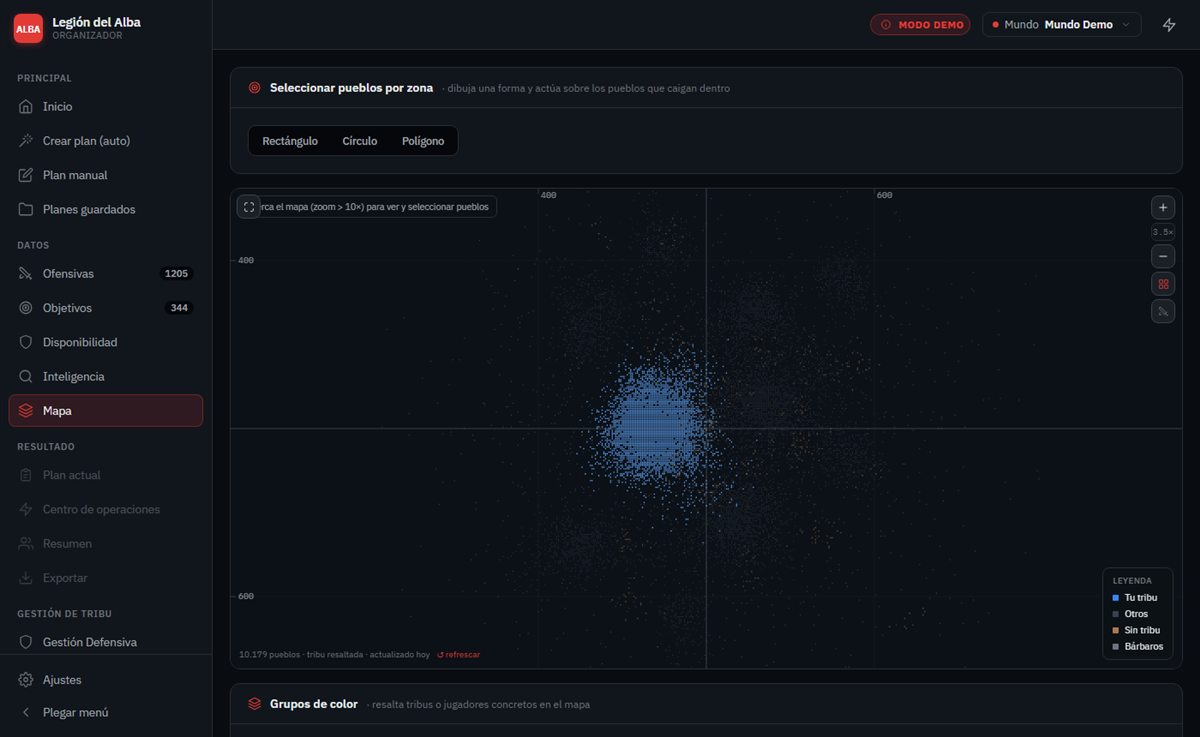 ALBA
Legión del Alba
ORGANIZADOR
PRINCIPAL
Inicio
Crear plan (auto)
Plan manual
Planes guardados
DATOS
Ofensivas 1205
Objetivos 344
Disponibilidad
Inteligencia
Mapa
RESULTADO
Plan actual
Centro de operaciones
Resumen
Exportar
GESTIÓN DE TRIBU
Gestión Defensiva
Ajustes
Plegar menú
MODO DEMO
Mundo Mundo Demo
Seleccionar pueblos por zona · dibuja una forma y actúa sobre los pueblos que caigan dentro
Rectángulo Círculo Polígono
erca el mapa (zoom > 10×) para ver y seleccionar pueblos
400 600
400
600
+
3.5×
−
LEYENDA
Tu tribu
Otros
Sin tribu
Bárbaros
10.179 pueblos · tribu resaltada · actualizado hoy ↺ refrescar
Grupos de color · resalta tribus o jugadores concretos en el mapa